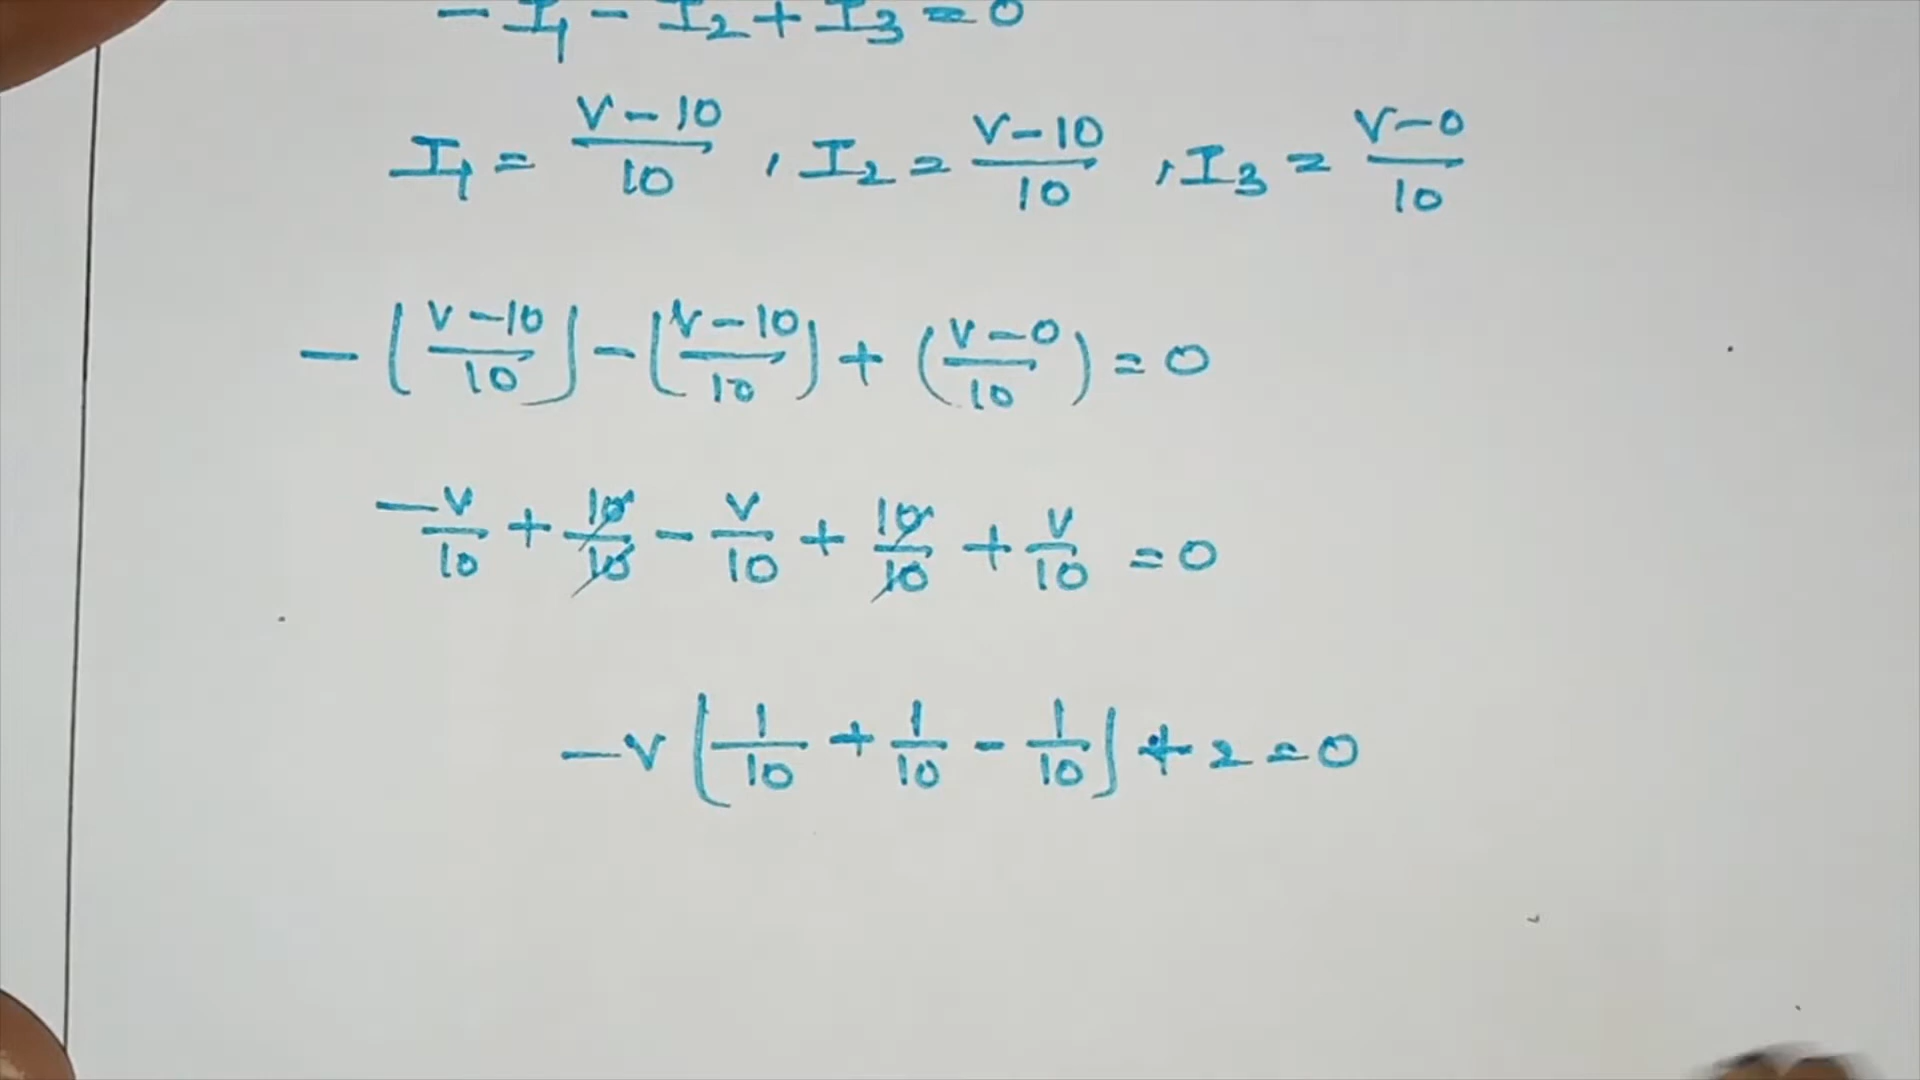 - I1 - I2 + I3 = 0
I1 = (V-10)/10 , I2 = (V-10)/10 , I3 = (V-0)/10
- [(V-10)/10] - [(V-10)/10] + ((V-0)/10) = 0
-V/10 + 10/10 - V/10 + 10/10 + V/10 = 0
-V [1/10 + 1/10 - 1/10] + 2 = 0